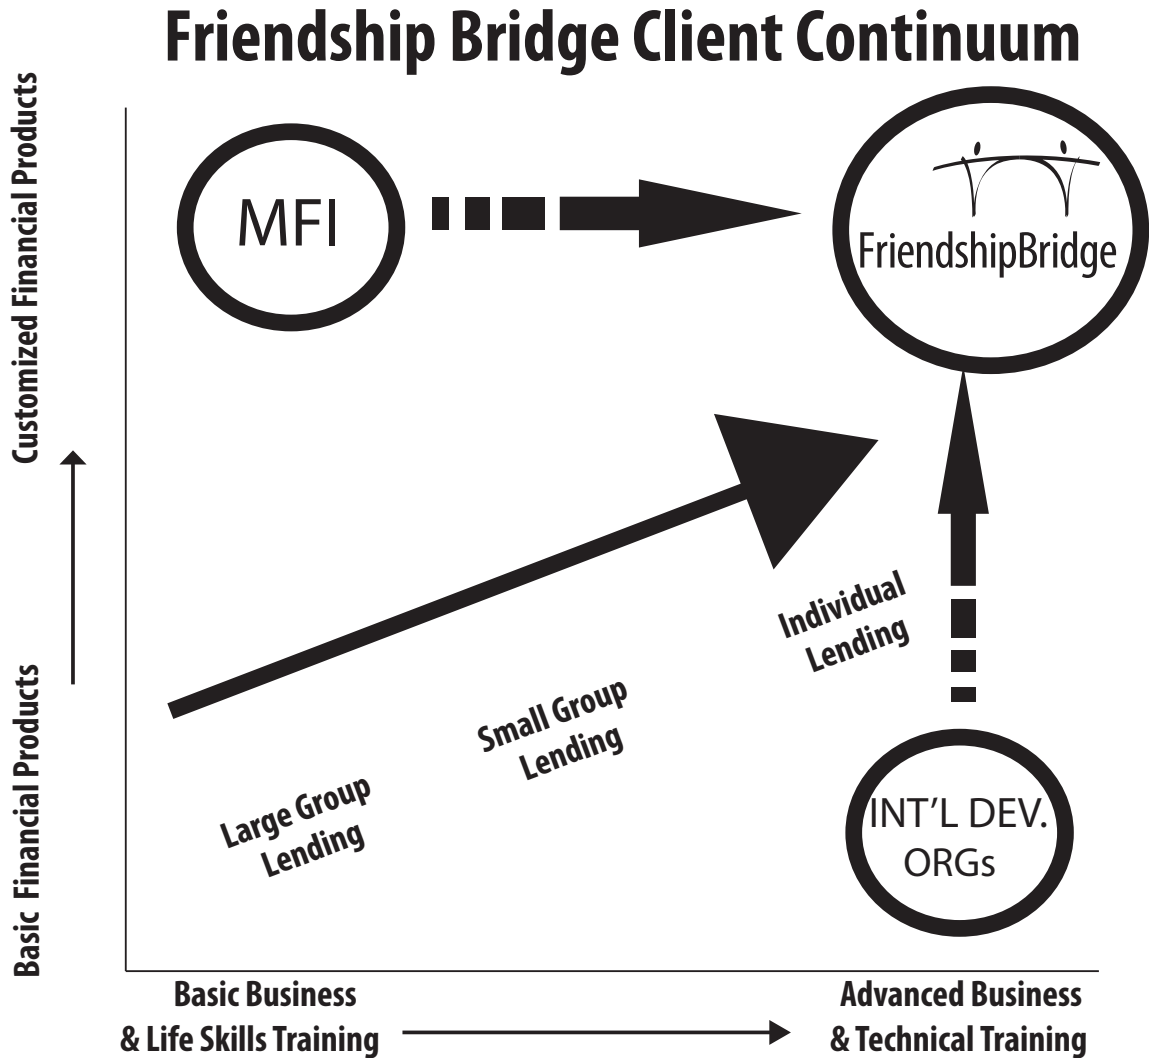 Friendship Bridge Client Continuum
Customized Financial Products
Basic Financial Products
MFI
FriendshipBridge
Individual
Lending
Small Group
Lending
Large Group
Lending
INT'L DEV.
ORGs
Basic Business
& Life Skills Training
Advanced Business
& Technical Training